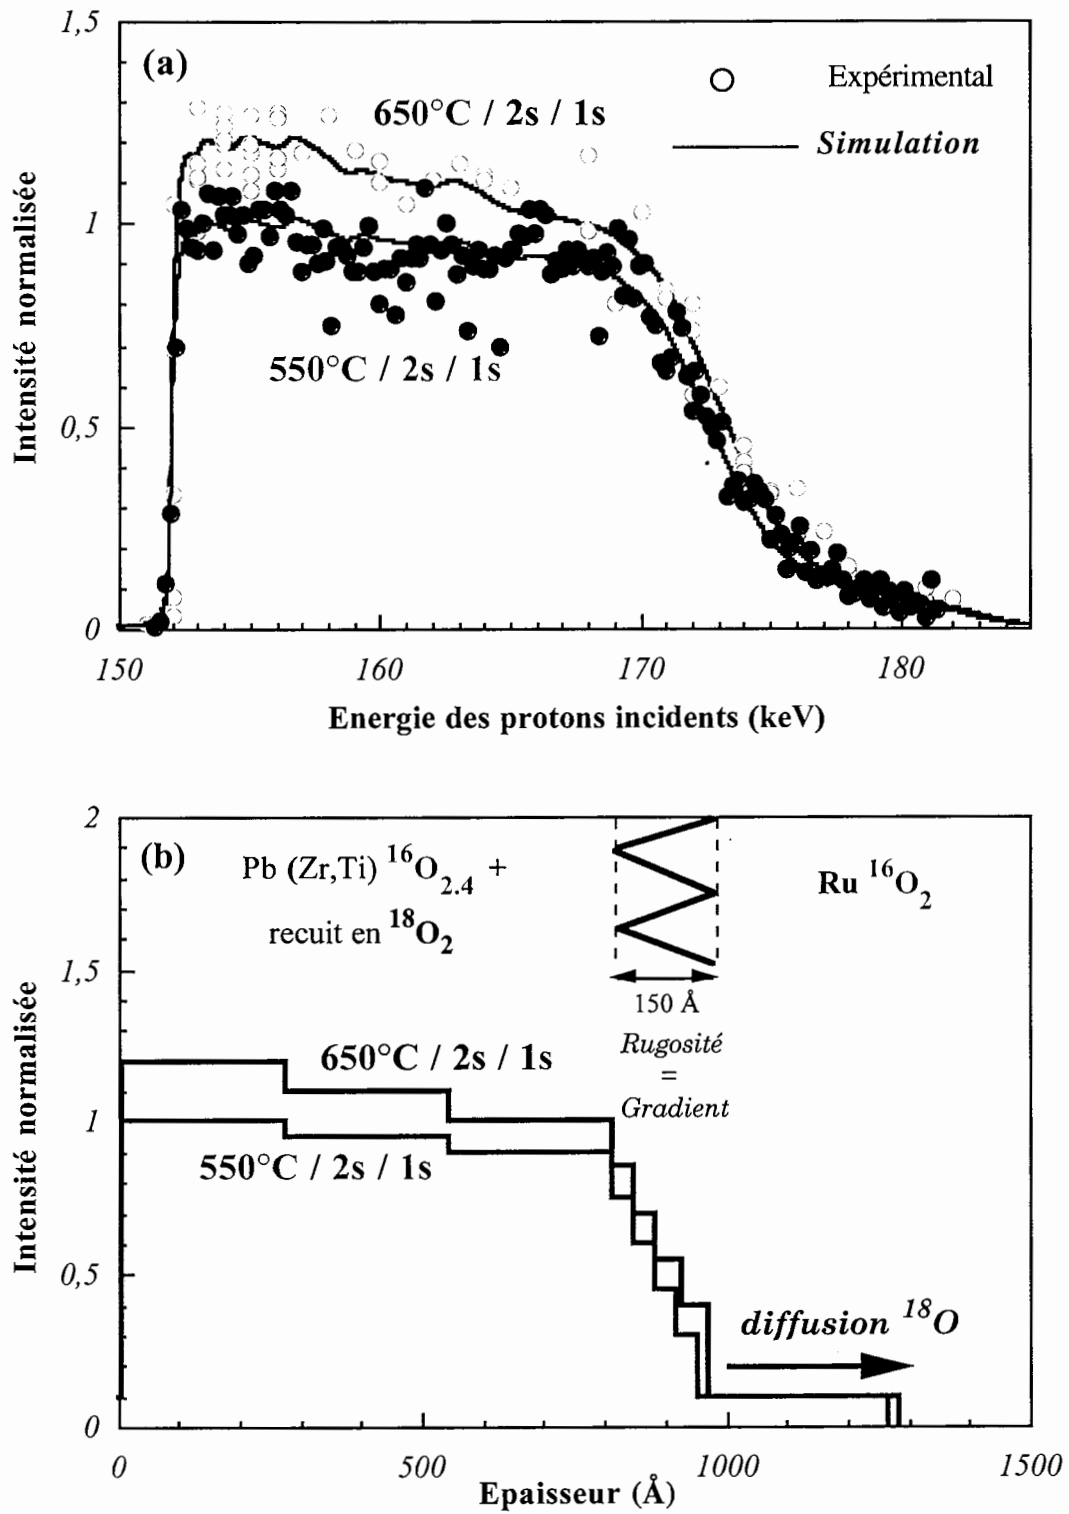 1,5
(a)
Expérimental
650°C / 2s / 1s
Simulation
1
550°C / 2s / 1s
0,5
0
Intensité normalisée
150 160 170 180
Energie des protons incidents (keV)
2
(b)
Pb (Zr,Ti) ¹⁶O₂.₄ +
recuit en ¹⁸O₂
Ru ¹⁶O₂
1,5
150 Å
Rugosité
=
Gradient
650°C / 2s / 1s
1
550°C / 2s / 1s
0,5
diffusion ¹⁸O
0
Intensité normalisée
0 500 1000 1500
Epaisseur (Å)